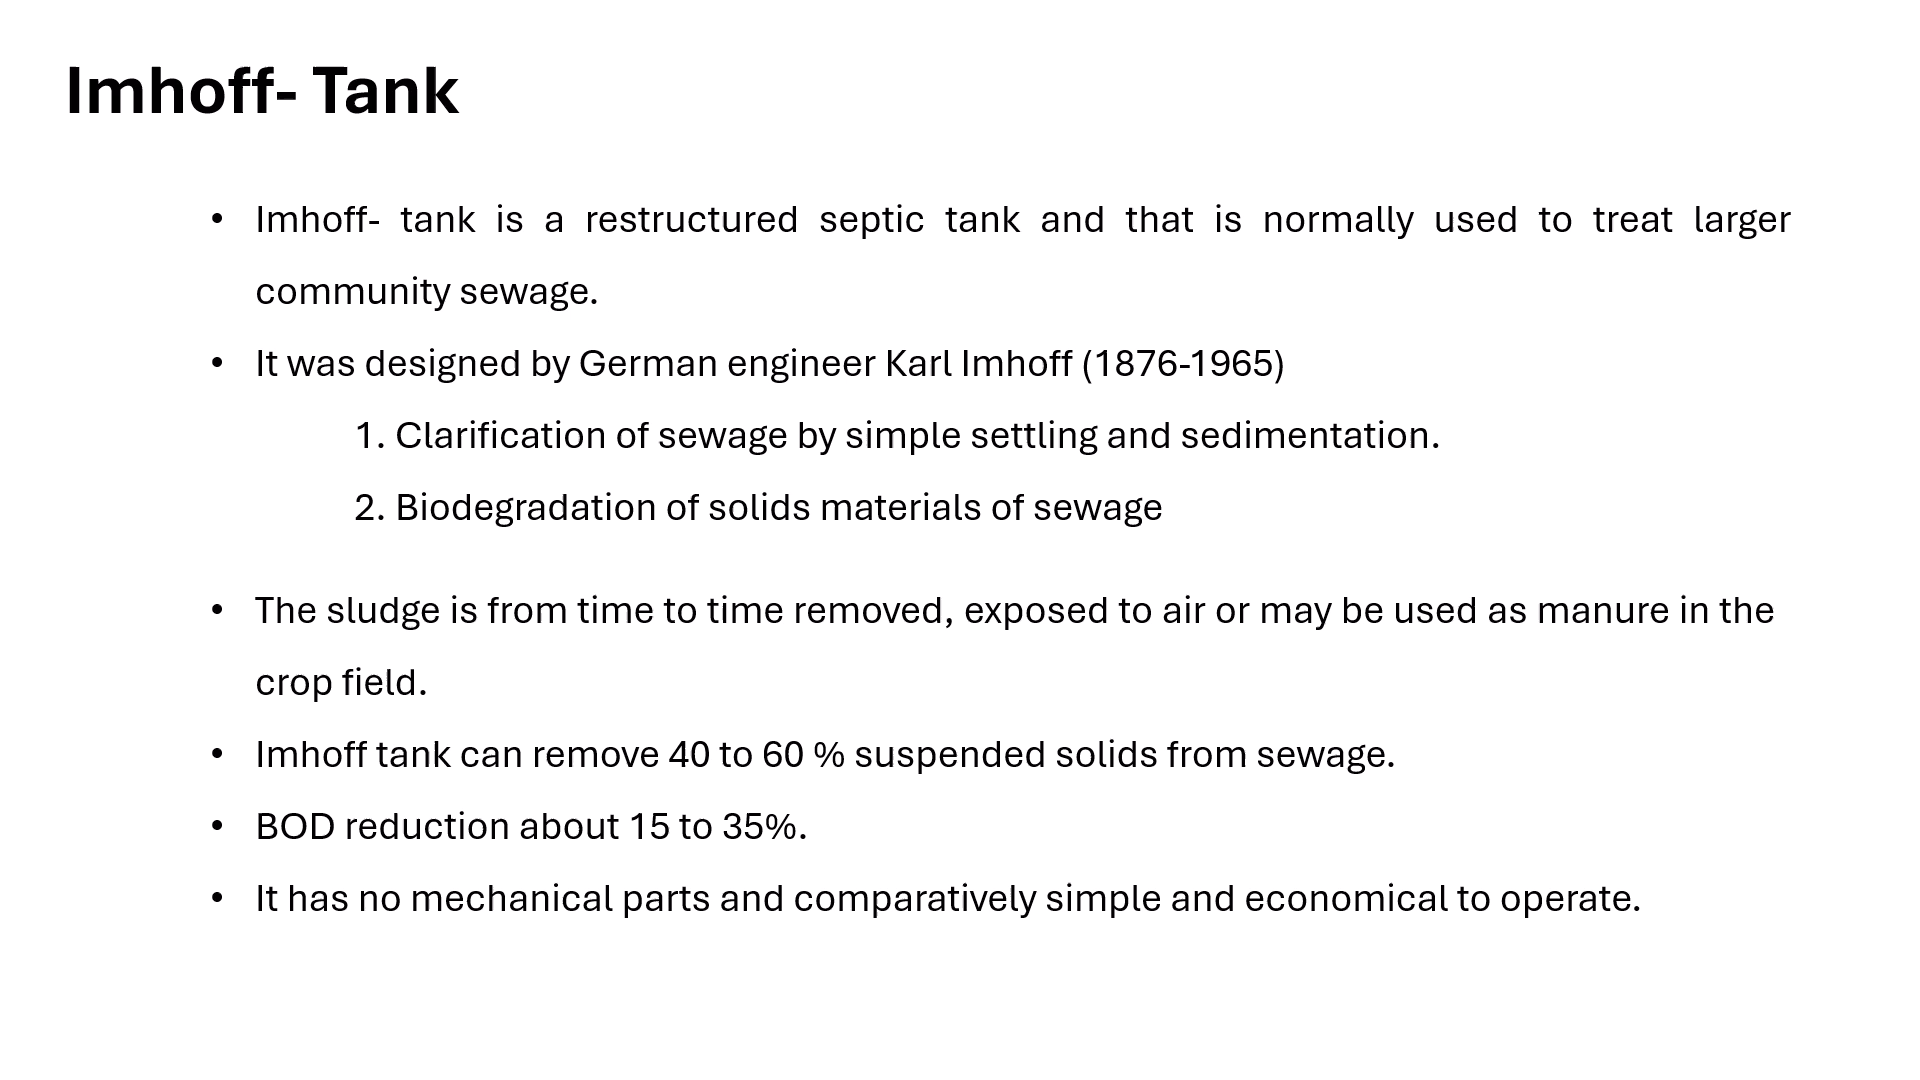 Imhoff- Tank
• Imhoff- tank is a restructured septic tank and that is normally used to treat larger
community sewage.
• It was designed by German engineer Karl Imhoff (1876-1965)
1. Clarification of sewage by simple settling and sedimentation.
2. Biodegradation of solids materials of sewage
• The sludge is from time to time removed, exposed to air or may be used as manure in the
crop field.
• Imhoff tank can remove 40 to 60 % suspended solids from sewage.
• BOD reduction about 15 to 35%.
• It has no mechanical parts and comparatively simple and economical to operate.